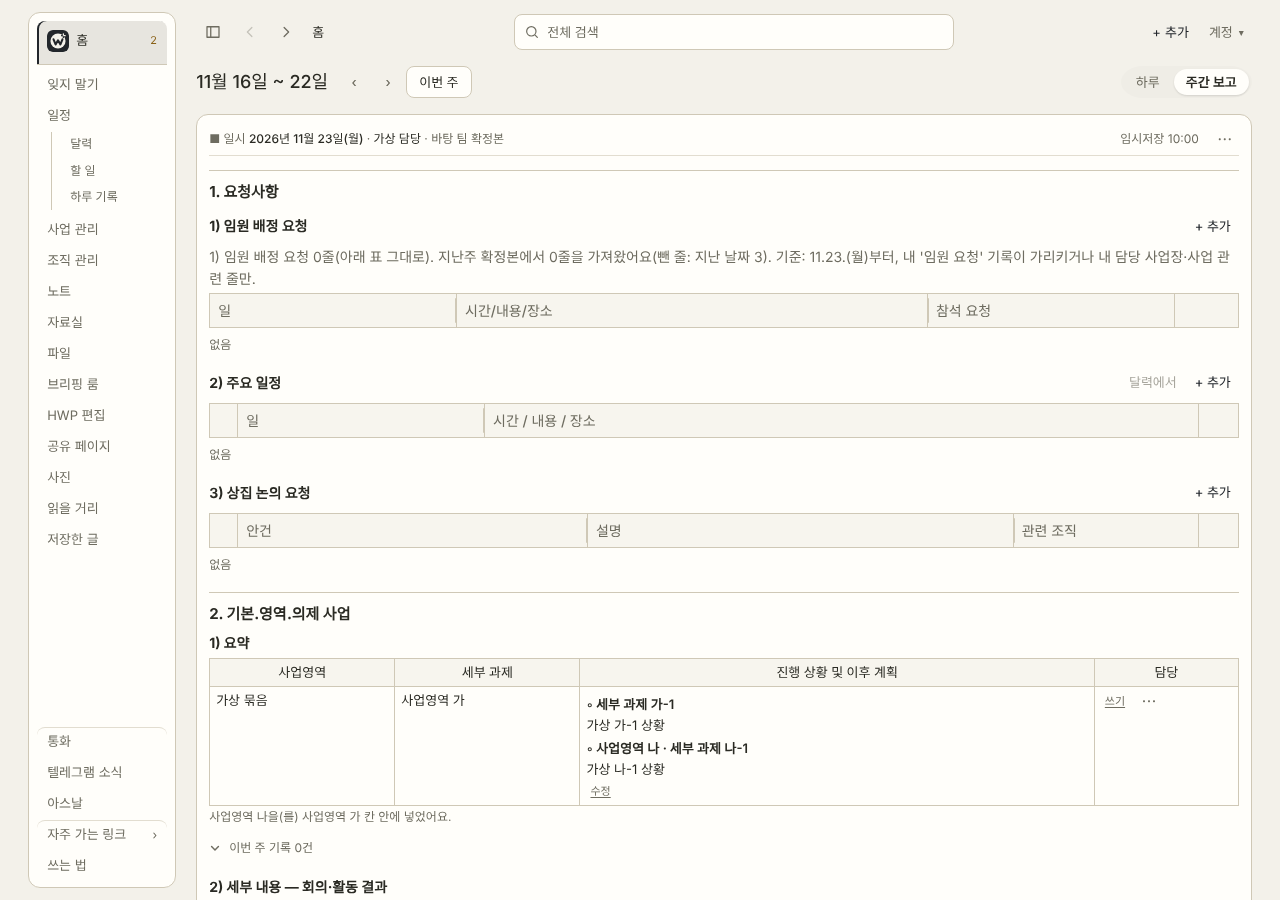 홈 2
잊지 말기
일정
달력
할 일
하루 기록
사업 관리
조직 관리
노트
자료실
파일
브리핑 룸
HWP 편집
공유 페이지
사진
읽을 거리
저장한 글
통화
텔레그램 소식
아스날
자주 가는 링크 ›
쓰는 법
홈
전체 검색
+ 추가 계정 ▾
11월 16일 ~ 22일 ‹ › 이번 주
하루 주간 보고
■ 일시 2026년 11월 23일(월) · 가상 담당 · 바탕 팀 확정본
임시저장 10:00 ···
1. 요청사항
1) 임원 배정 요청 + 추가
1) 임원 배정 요청 0줄(아래 표 그대로). 지난주 확정본에서 0줄을 가져왔어요(뺀 줄: 지난 날짜 3). 기준: 11.23.(월)부터, 내 '임원 요청' 기록이 가리키거나 내 담당 사업장·사업 관
련 줄만.
일 시간/내용/장소 참석 요청
없음
2) 주요 일정 달력에서 + 추가
일 시간 / 내용 / 장소
없음
3) 상집 논의 요청 + 추가
안건 설명 관련 조직
없음
2. 기본.영역.의제 사업
1) 요약
사업영역 세부 과제 진행 상황 및 이후 계획 담당
가상 묶음 사업영역 가
∘ 세부 과제 가-1
가상 가-1 상황
∘ 사업영역 나 · 세부 과제 나-1
가상 나-1 상황
수정
쓰기 ···
사업영역 나을(를) 사업영역 가 칸 안에 넣었어요.
이번 주 기록 0건
2) 세부 내용 — 회의·활동 결과